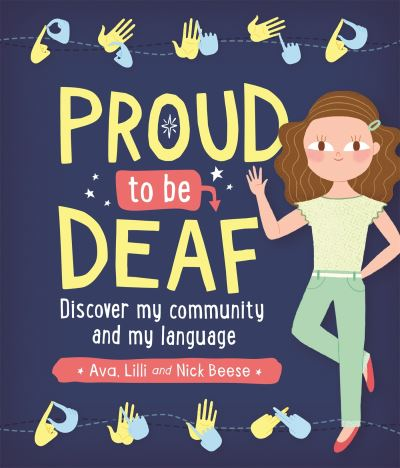 PROUD
to be
DEAF
Discover my community
and my language
Ava, Lilli and Nick Beese